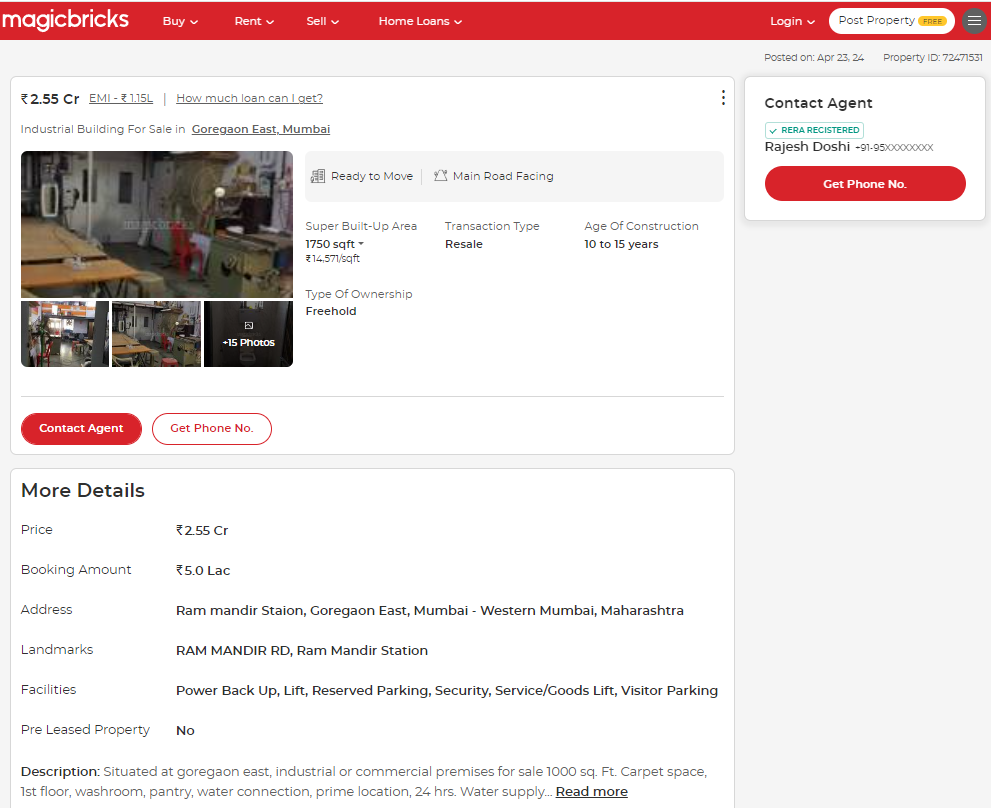 magicbricks Buy Rent Sell Home Loans Login Post Property FREE
Posted on: Apr 23, 24 Property ID: 72471531
₹2.55 Cr EMI - ₹ 1.15L | How much loan can I get?
Industrial Building For Sale in Goregaon East, Mumbai
magicbricks
+15 Photos
Ready to Move Main Road Facing
Super Built-Up Area Transaction Type Age Of Construction
1750 sqft Resale 10 to 15 years
₹14,571/sqft
Type Of Ownership
Freehold
Contact Agent Get Phone No.
Contact Agent
RERA REGISTERED
Rajesh Doshi +91-95XXXXXXXX
Get Phone No.
More Details
Price ₹2.55 Cr
Booking Amount ₹5.0 Lac
Address Ram mandir Staion, Goregaon East, Mumbai - Western Mumbai, Maharashtra
Landmarks RAM MANDIR RD, Ram Mandir Station
Facilities Power Back Up, Lift, Reserved Parking, Security, Service/Goods Lift, Visitor Parking
Pre Leased Property No
Description: Situated at goregaon east, industrial or commercial premises for sale 1000 sq. Ft. Carpet space,
1st floor, washroom, pantry, water connection, prime location, 24 hrs. Water supply... Read more